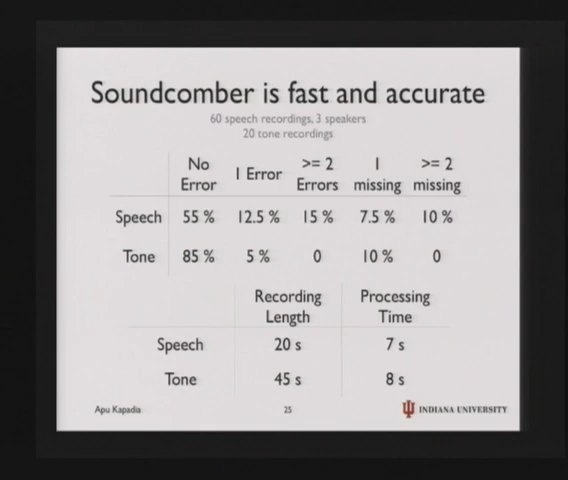 Soundcomber is fast and accurate
60 speech recordings, 3 speakers
20 tone recordings
No Error 1 Error >= 2 Errors 1 missing >= 2 missing
Speech 55 % 12.5 % 15 % 7.5 % 10 %
Tone 85 % 5 % 0 10 % 0
Recording Length Processing Time
Speech 20 s 7 s
Tone 45 s 8 s
Apu Kapadia 25 INDIANA UNIVERSITY